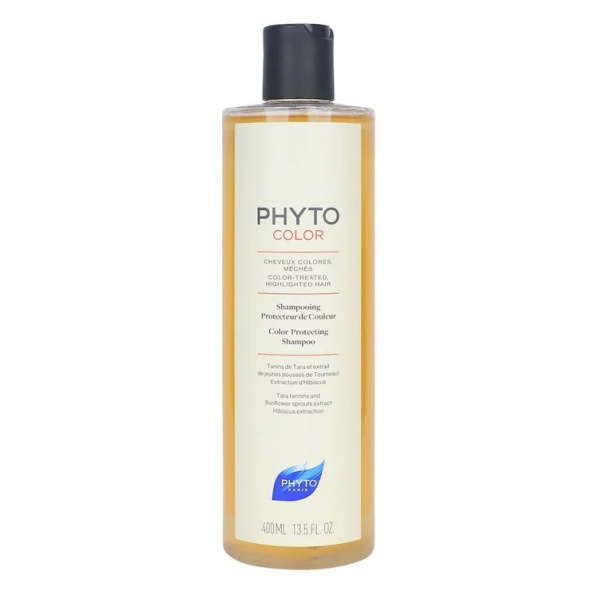 PHYTO
COLOR
CHEVEUX COLORÉS,
MÉCHÉS
COLOR-TREATED,
HIGHLIGHTED HAIR
Shampooing
Protecteur de Couleur
Color Protecting
Shampoo
Tanins de Tara et extrait
de jeunes pousses de Tournesol
Extraction d'Hibiscus
Tara tannins and
Sunflower sprouts extract
Hibiscus extraction
PHYTO
PARIS
400 ML 13.5 FL. OZ.